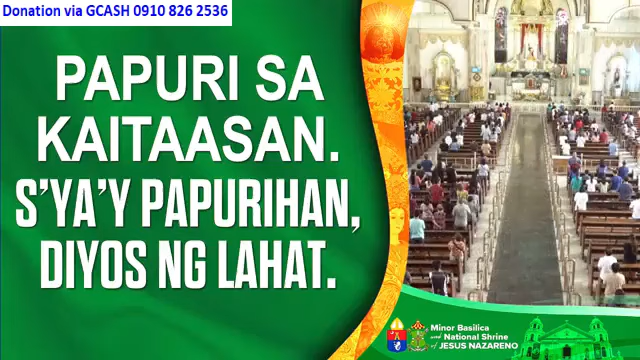 Donation via GCASH 0910 826 2536
PAPURI SA
KAITAASAN.
S'YA'Y PAPURIHAN,
DIYOS NG LAHAT.
Minor Basilica
and National Shrine
of JESUS NAZARENO